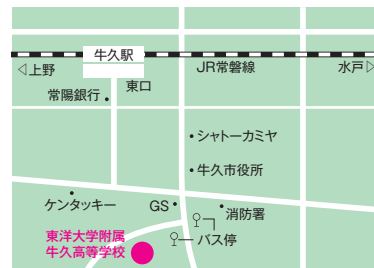 牛久駅
◁上野
JR常磐線
水戸▷
東口
常陽銀行
シャトーカミヤ
牛久市役所
ケンタッキー
GS
消防署
バス停
東洋大学附属
牛久高等学校